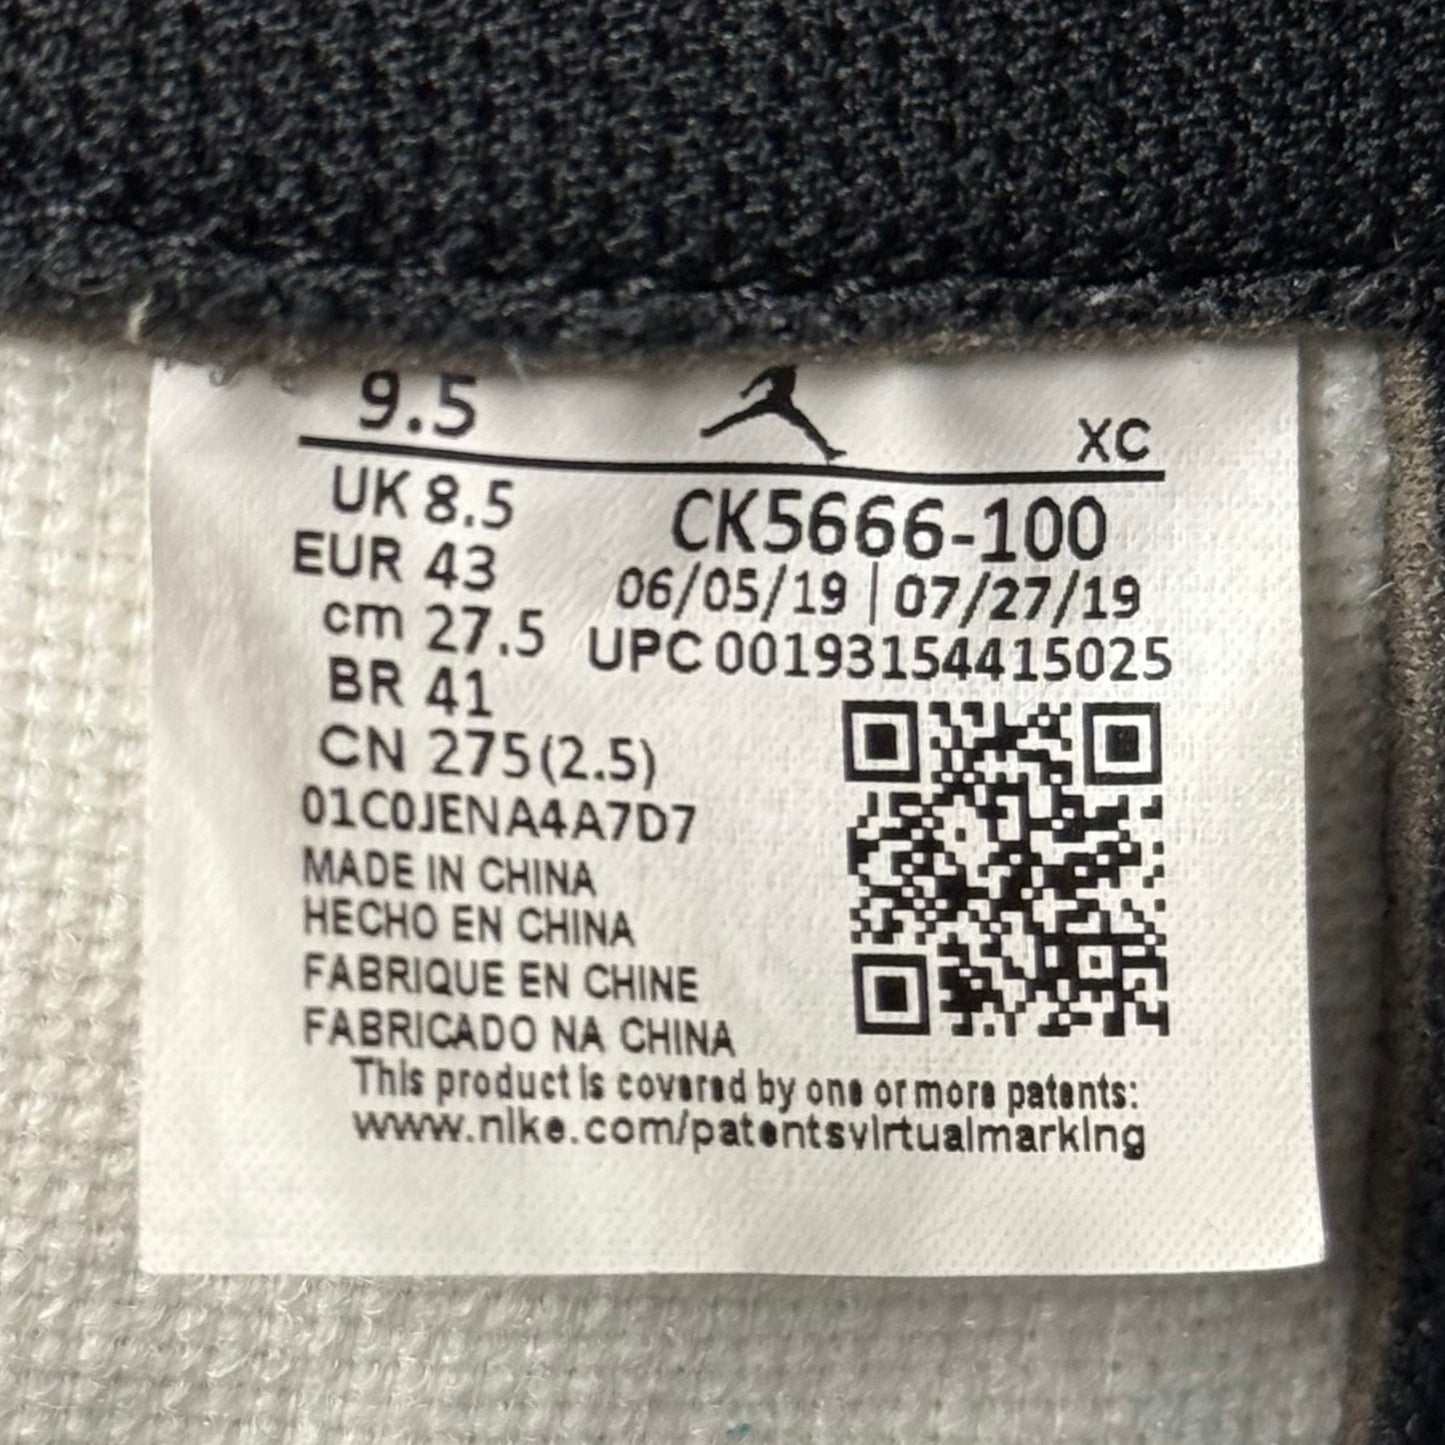 9.5
XC
UK 8.5
EUR 43
cm 27.5
BR 41
CN 275(2.5)
CK5666-100
06/05/19 | 07/27/19
UPC 00193154415025
01C0JENA4A7D7
MADE IN CHINA
HECHO EN CHINA
FABRIQUE EN CHINE
FABRICADO NA CHINA
This product is covered by one or more patents:
www.nike.com/patentsvirtualmarking